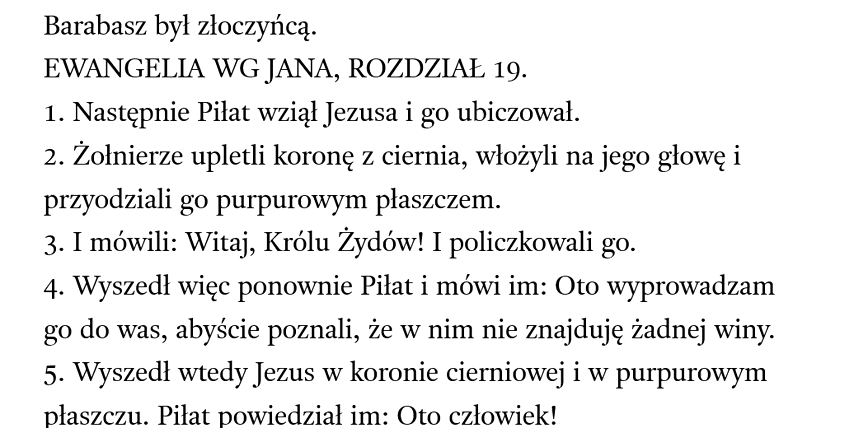 Barabasz był złoczyńcą.
EWANGELIA WG JANA, ROZDZIAŁ 19.
1. Następnie Piłat wziął Jezusa i go ubiczował.
2. Żołnierze upletli koronę z ciernia, włożyli na jego głowę i
przyodziali go purpurowym płaszczem.
3. I mówili: Witaj, Królu Żydów! I policzkowali go.
4. Wyszedł więc ponownie Piłat i mówi im: Oto wyprowadzam
go do was, abyście poznali, że w nim nie znajduję żadnej winy.
5. Wyszedł wtedy Jezus w koronie cierniowej i w purpurowym
płaszczu. Piłat powiedział im: Oto człowiek!